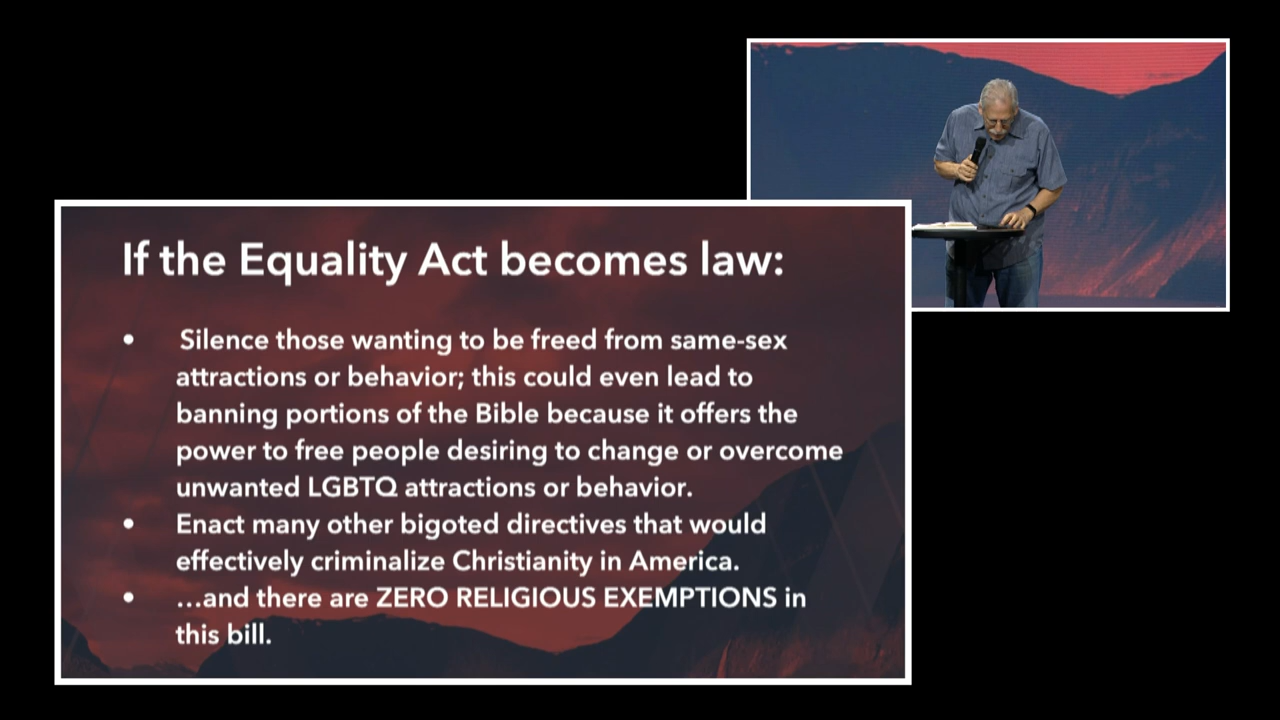 If the Equality Act becomes law:
• Silence those wanting to be freed from same-sex
attractions or behavior; this could even lead to
banning portions of the Bible because it offers the
power to free people desiring to change or overcome
unwanted LGBTQ attractions or behavior.
• Enact many other bigoted directives that would
effectively criminalize Christianity in America.
• …and there are ZERO RELIGIOUS EXEMPTIONS in
this bill.